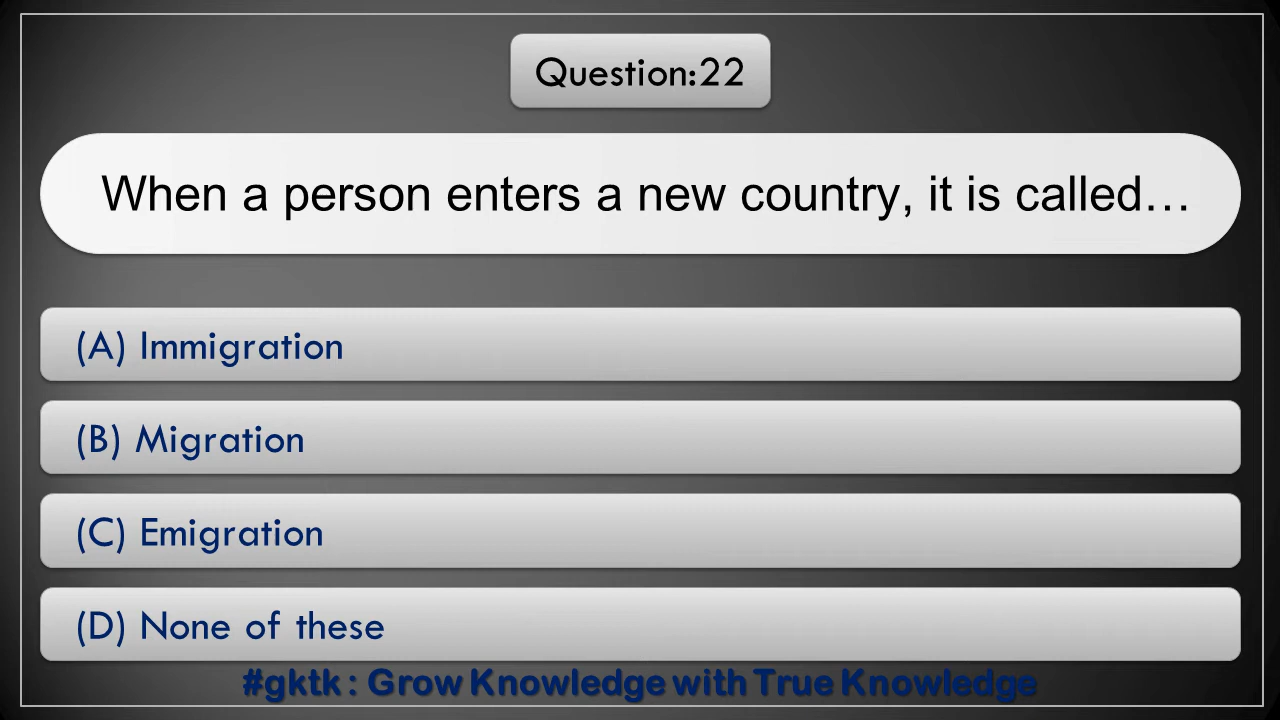 Question:22
When a person enters a new country, it is called…
(A) Immigration
(B) Migration
(C) Emigration
(D) None of these
#gktk : Grow Knowledge with True Knowledge